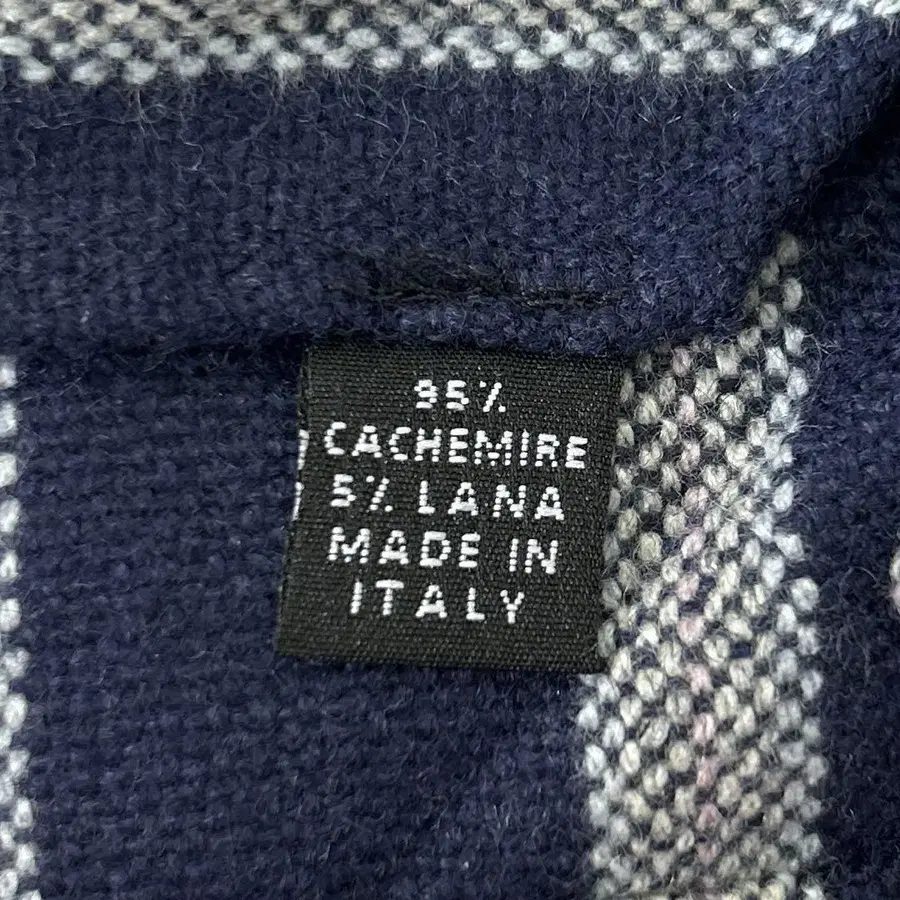 95%
CACHEMIRE
5% LANA
MADE IN
ITALY